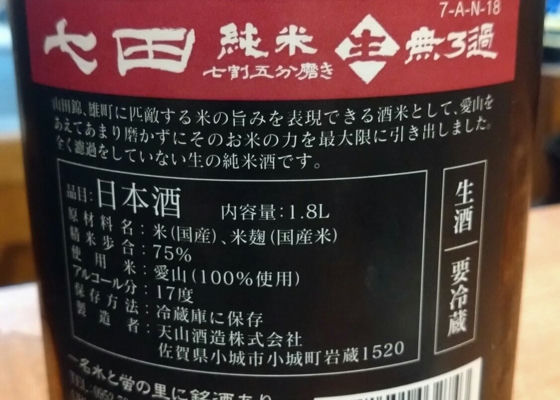 7-A-N-18
七田 純米 生 無ろ過
七割五分磨き
山田錦、雄町に匹敵する米の旨みを表現できる酒米として、愛山を
あえてあまり磨かずにそのお米の力を最大限に引き出しました。
全く濾過をしていない生の純米酒です。
品目:日本酒 内容量:1.8L
原材料名:米(国産)、米麹(国産米)
精米歩合:75%
使用米:愛山(100%使用)
アルコール分:17度
保存方法:冷蔵庫に保存
製造者:天山酒造株式会社
佐賀県小城市小城町岩蔵1520
生酒 要冷蔵
名水と蛍の里に銘酒あり